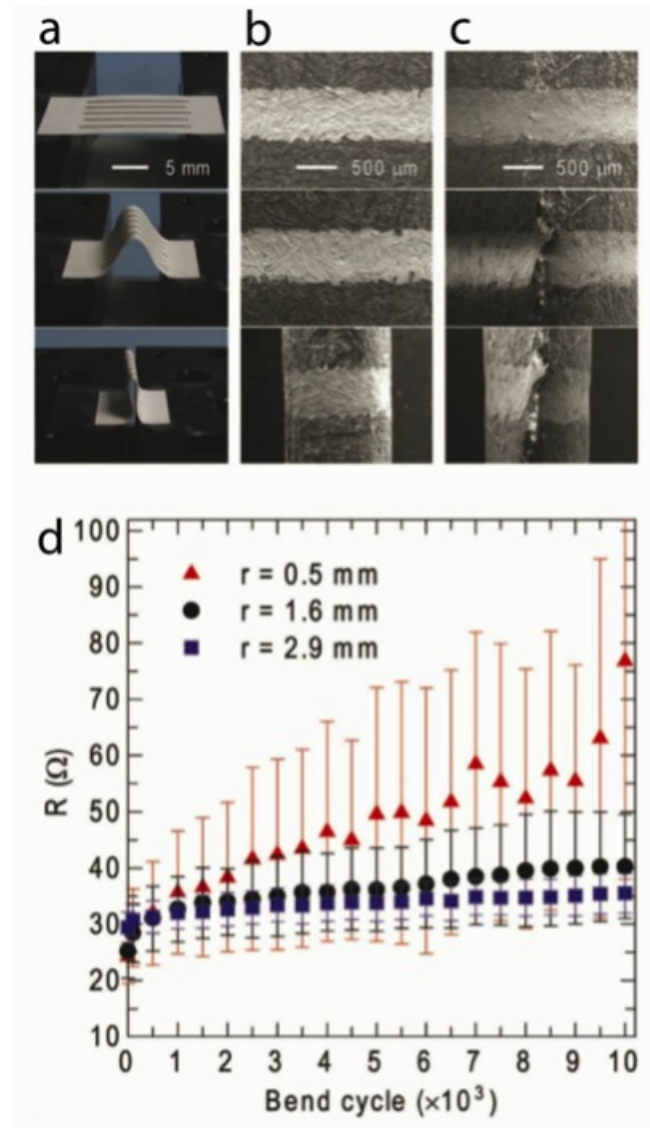 a b c
5 mm 500 µm 500 µm
d
100
90
80
70
60
50
40
30
20
10
R (Ω)
r = 0.5 mm
r = 1.6 mm
r = 2.9 mm
0 1 2 3 4 5 6 7 8 9 10
Bend cycle (×10³)